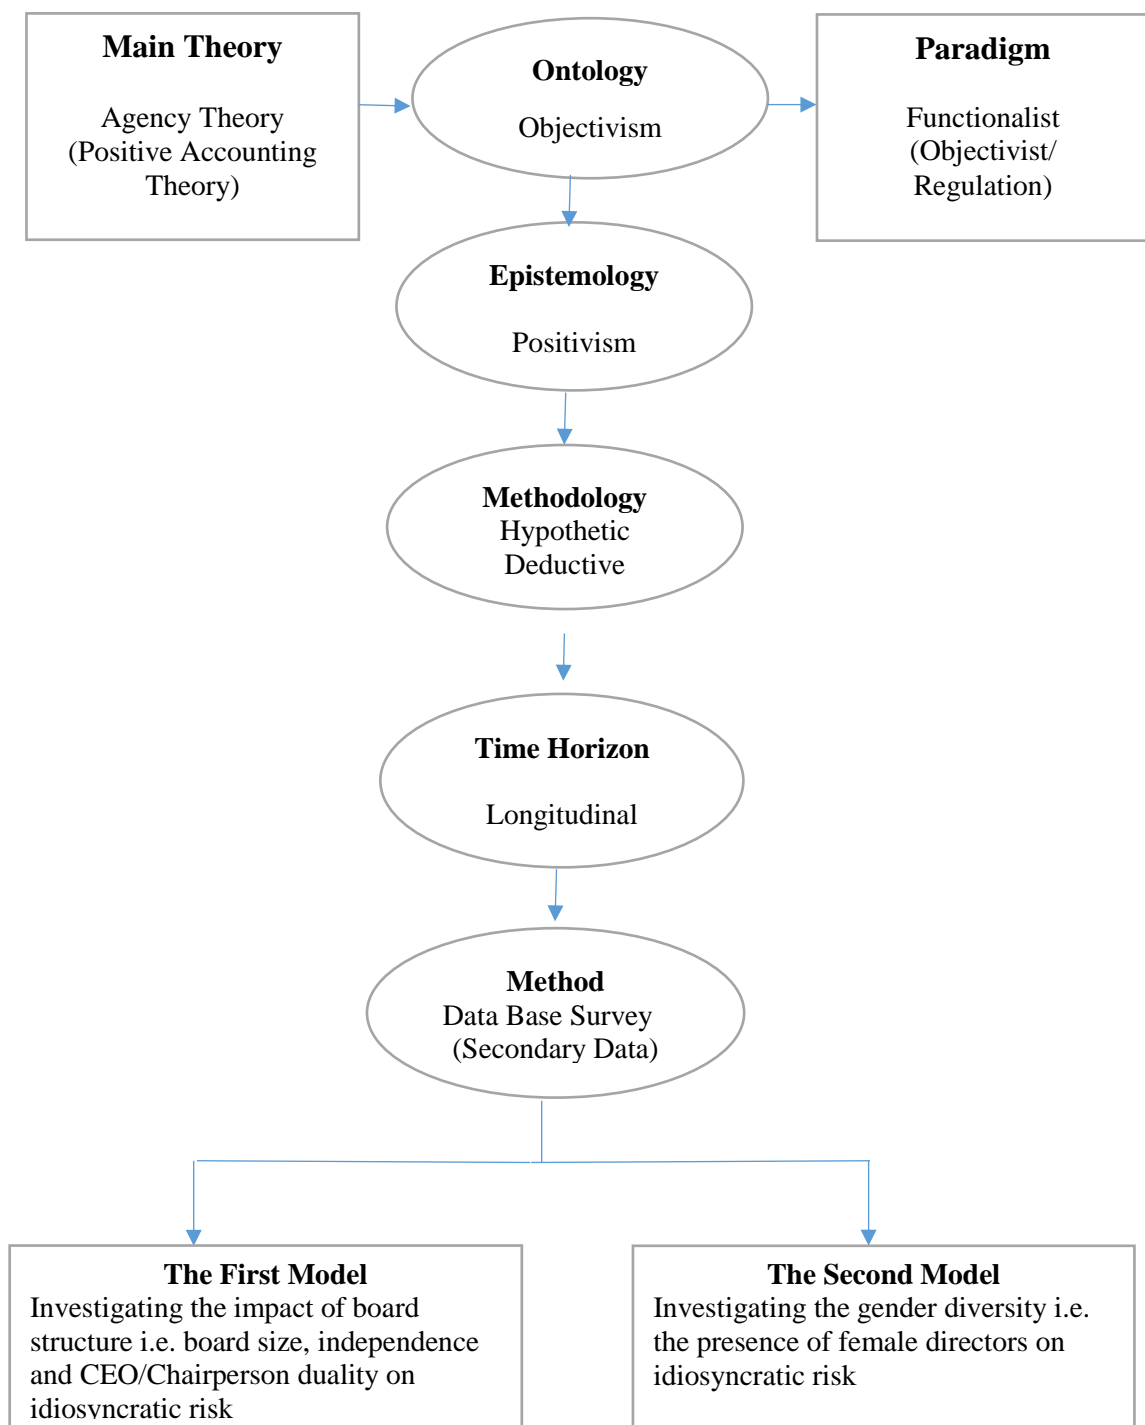 Main Theory
Agency Theory
(Positive Accounting
Theory)
Ontology
Objectivism
Paradigm
Functionalist
(Objectivist/
Regulation)
Epistemology
Positivism
Methodology
Hypothetic
Deductive
Time Horizon
Longitudinal
Method
Data Base Survey
(Secondary Data)
The First Model
Investigating the impact of board
structure i.e. board size, independence
and CEO/Chairperson duality on
idiosyncratic risk
The Second Model
Investigating the gender diversity i.e.
the presence of female directors on
idiosyncratic risk